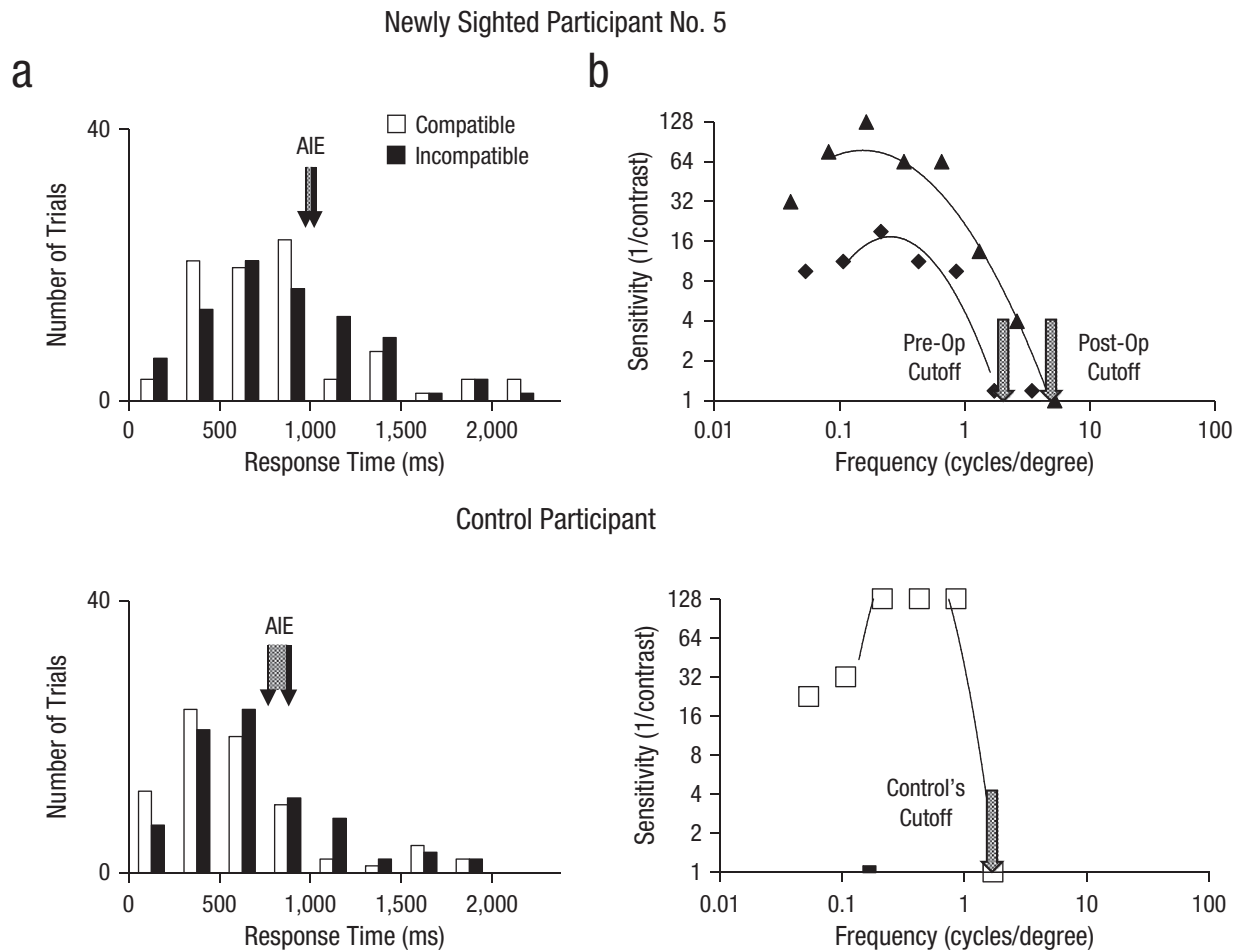 Newly Sighted Participant No. 5
a
40
Number of Trials
0
AIE
Compatible
Incompatible
0 500 1,000 1,500 2,000
Response Time (ms)
b
128
64
32
16
8
4
2
1
Sensitivity (1/contrast)
Pre-Op
Cutoff
Post-Op
Cutoff
0.01 0.1 1 10 100
Frequency (cycles/degree)
Control Participant
40
Number of Trials
0
AIE
0 500 1,000 1,500 2,000
Response Time (ms)
128
64
32
16
8
4
2
1
Sensitivity (1/contrast)
Control's
Cutoff
0.01 0.1 1 10 100
Frequency (cycles/degree)